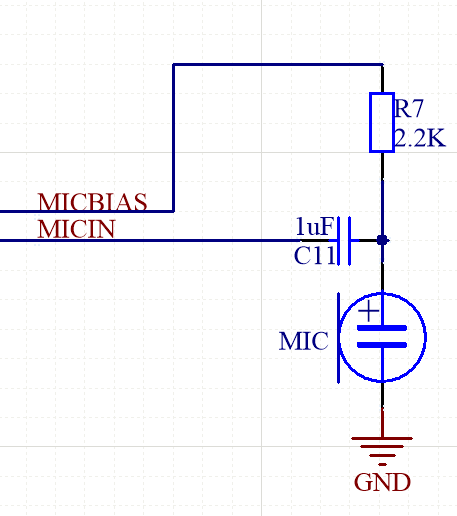 R7
2.2K
MICBIAS
MICIN
1uF
C11
+
MIC
GND